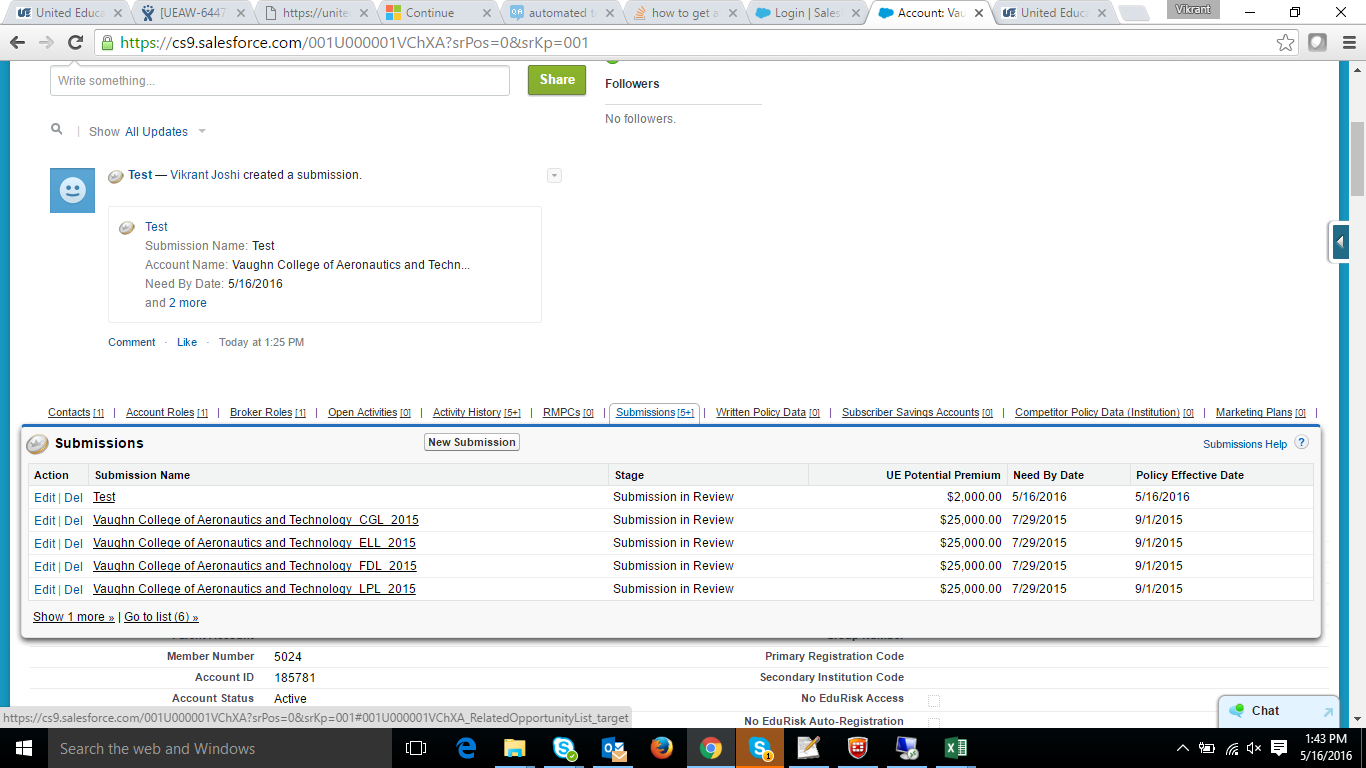 United Educa
[UEAW-6447
https://unite
Continue
automated t
how to get a
Login | Sales
Account: Vau
United Educa
Vikrant
https://cs9.salesforce.com/001U000001VChXA?srPos=0&srKp=001
Write something...
Share
Followers
No followers.
Show All Updates
Test — Vikrant Joshi created a submission.
Test
Submission Name: Test
Account Name: Vaughn College of Aeronautics and Techn...
Need By Date: 5/16/2016
and 2 more
Comment · Like · Today at 1:25 PM
Contacts [1] | Account Roles [1] | Broker Roles [1] | Open Activities [0] | Activity History [5+] | RMPCs [0] | Submissions [5+] | Written Policy Data [0] | Subscriber Savings Accounts [0] | Competitor Policy Data (Institution) [0] | Marketing Plans [0] |
Submissions New Submission Submissions Help ?
Action Submission Name Stage UE Potential Premium Need By Date Policy Effective Date
Edit | Del Test Submission in Review $2,000.00 5/16/2016 5/16/2016
Edit | Del Vaughn College of Aeronautics and Technology_CGL_2015 Submission in Review $25,000.00 7/29/2015 9/1/2015
Edit | Del Vaughn College of Aeronautics and Technology_ELL_2015 Submission in Review $25,000.00 7/29/2015 9/1/2015
Edit | Del Vaughn College of Aeronautics and Technology_FDL_2015 Submission in Review $25,000.00 7/29/2015 9/1/2015
Edit | Del Vaughn College of Aeronautics and Technology_LPL_2015 Submission in Review $25,000.00 7/29/2015 9/1/2015
Show 1 more » | Go to list (6) »
Member Number 5024 Primary Registration Code
Account ID 185781 Secondary Institution Code
Account Status Active No EduRisk Access
No EduRisk Auto-Registration
https://cs9.salesforce.com/001U000001VChXA?srPos=0&srKp=001#001U000001VChXA_RelatedOpportunityList_target
Chat
Search the web and Windows
1:43 PM
5/16/2016